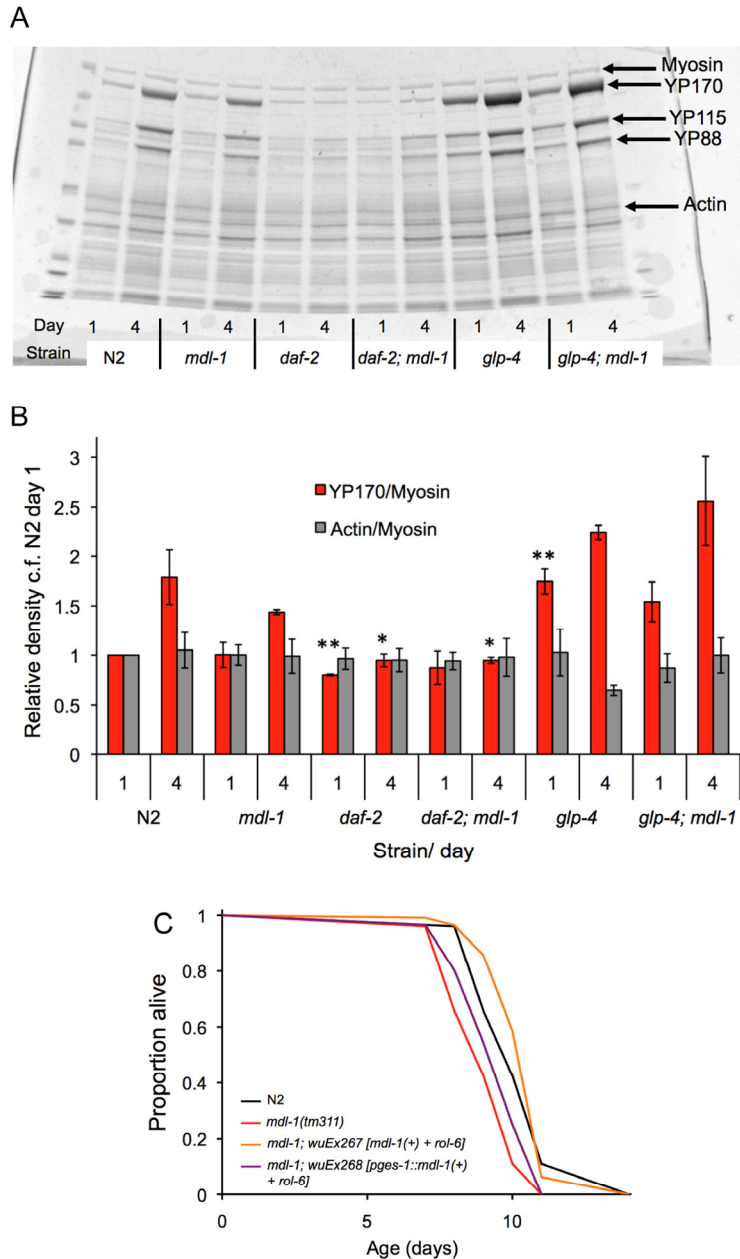 A
Myosin
YP170
YP115
YP88
Actin
Day 1 4 1 4 1 4 1 4 1 4 1 4
Strain N2 mdl-1 daf-2 daf-2; mdl-1 glp-4 glp-4; mdl-1
B
Relative density c.f. N2 day 1
3
2.5
2
1.5
1
0.5
0
YP170/Myosin
Actin/Myosin
** * * **
1 4 1 4 1 4 1 4 1 4 1 4
N2 mdl-1 daf-2 daf-2; mdl-1 glp-4 glp-4; mdl-1
Strain/ day
C
Proportion alive
1
0.8
0.6
0.4
0.2
0
N2
mdl-1(tm311)
mdl-1; wuEx267 [mdl-1(+) + rol-6]
mdl-1; wuEx268 [pges-1::mdl-1(+)
+ rol-6]
0 5 10
Age (days)